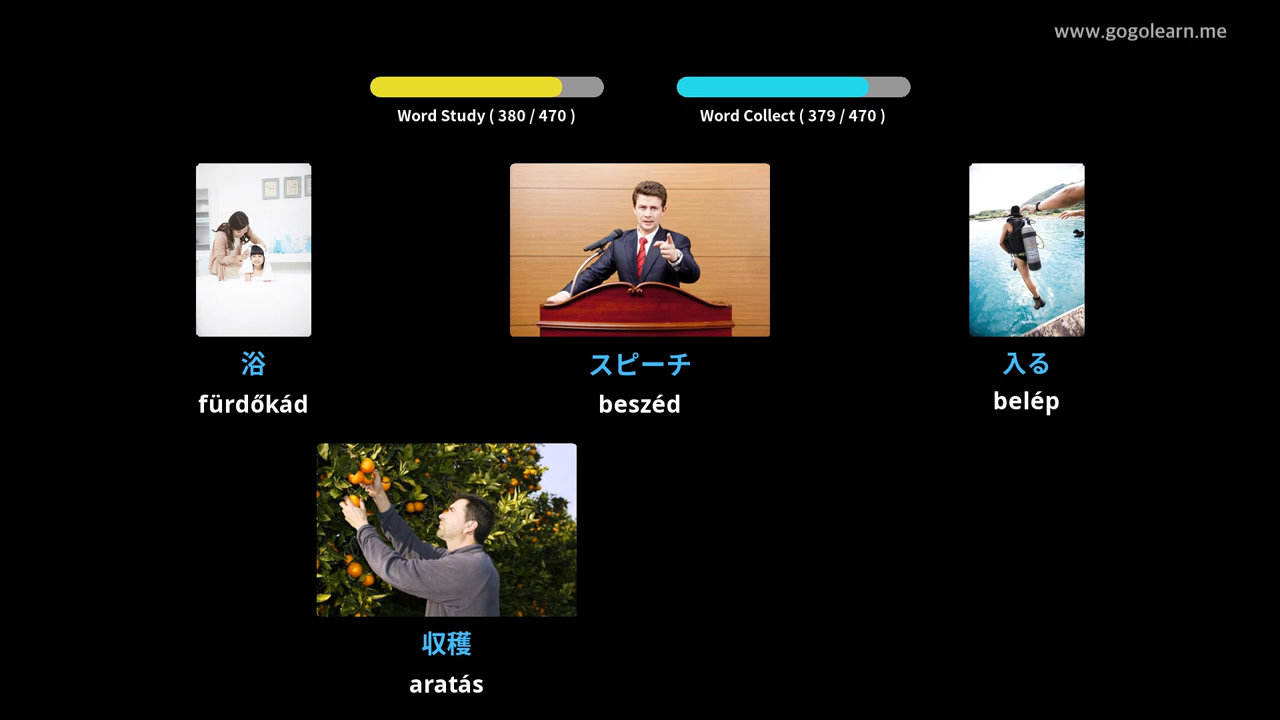 www.gogolearn.me
Word Study ( 380 / 470 )
Word Collect ( 379 / 470 )
浴
fürdőkád
スピーチ
beszéd
入る
belép
収穫
aratás